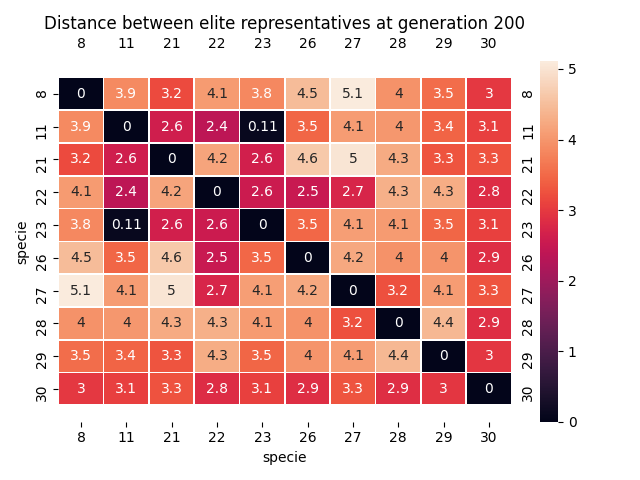 Distance between elite representatives at generation 200
8 11 21 22 23 26 27 28 29 30
8 0 3.9 3.2 4.1 3.8 4.5 5.1 4 3.5 3 8
11 3.9 0 2.6 2.4 0.11 3.5 4.1 4 3.4 3.1 11
21 3.2 2.6 0 4.2 2.6 4.6 5 4.3 3.3 3.3 21
22 4.1 2.4 4.2 0 2.6 2.5 2.7 4.3 4.3 2.8 22
23 3.8 0.11 2.6 2.6 0 3.5 4.1 4.1 3.5 3.1 23
26 4.5 3.5 4.6 2.5 3.5 0 4.2 4 4 2.9 26
27 5.1 4.1 5 2.7 4.1 4.2 0 3.2 4.1 3.3 27
28 4 4 4.3 4.3 4.1 4 3.2 0 4.4 2.9 28
29 3.5 3.4 3.3 4.3 3.5 4 4.1 4.4 0 3 29
30 3 3.1 3.3 2.8 3.1 2.9 3.3 2.9 3 0 30
8 11 21 22 23 26 27 28 29 30
specie
specie
5
4
3
2
1
0